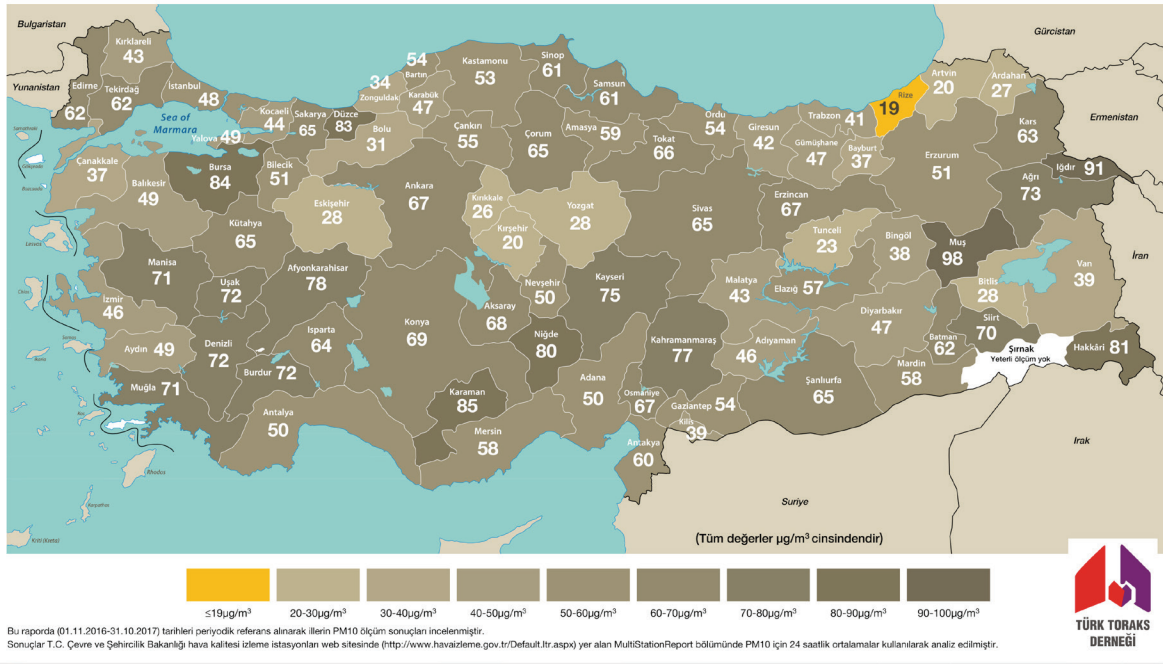 Bulgaristan
Gürcistan
Yunanistan
Ermenistan
İran
Irak
Suriye
Sea of
Marmara
Kırklareli
43
Edirne
62
Tekirdağ
62
İstanbul
48
Kocaeli
44
Yalova 49
Sakarya
65
Düzce
83
54
Bartın
34
Zonguldak
Karabük
47
Kastamonu
53
Sinop
61
Samsun
61
Bolu
31
Çankırı
55
Çorum
65
Amasya 59
Tokat
66
Ordu
54
Giresun
42
Trabzon 41
Gümüşhane
47
Bayburt
37
Rize
19
Artvin
20
Ardahan
27
Kars
63
Erzurum
51
Iğdır 91
Ağrı
73
Çanakkale
37
Balıkesir
49
Bursa
84
Bilecik
51
Eskişehir
28
Kütahya
65
Ankara
67
Kırıkkale
26
Kırşehir
20
Yozgat
28
Sivas
65
Erzincan
67
Tunceli
23
Bingöl
38
Muş
98
Van
39
Bitlis
28
Manisa
71
Uşak
72
Afyonkarahisar
78
İzmir
46
Aydın 49
Denizli
72
Isparta
64
Burdur 72
Muğla 71
Antalya
50
Konya
69
Aksaray
68
Nevşehir
50
Niğde
80
Kayseri
75
Karaman
85
Mersin
58
Adana
50
Kahramanmaraş
77
Osmaniye
67
Gaziantep 54
Kilis
39
Antakya
60
Malatya
43
Elazığ 57
Adıyaman
46
Şanlıurfa
65
Diyarbakır
47
Mardin
58
Batman
62
Siirt
70
Şırnak
Yeterli ölçüm yok
Hakkâri 81
Samos
Rhodos
Karpathos
Kriti (Kreta)
(Tüm değerler µg/m³ cinsindendir)
≤19µg/m³ 20-30µg/m³ 30-40µg/m³ 40-50µg/m³ 50-60µg/m³ 60-70µg/m³ 70-80µg/m³ 80-90µg/m³ 90-100µg/m³
Bu raporda (01.11.2016-31.10.2017) tarihleri periyodik referans alınarak illerin PM10 ölçüm sonuçları incelenmiştir.
Sonuçlar T.C. Çevre ve Şehircilik Bakanlığı hava kalitesi izleme istasyonları web sitesinde (http://www.havaizleme.gov.tr/Default.ltr.aspx) yer alan MultiStationReport bölümünde PM10 için 24 saatlik ortalamalar kullanılarak analiz edilmiştir.
TÜRK TORAKS
DERNEĞİ